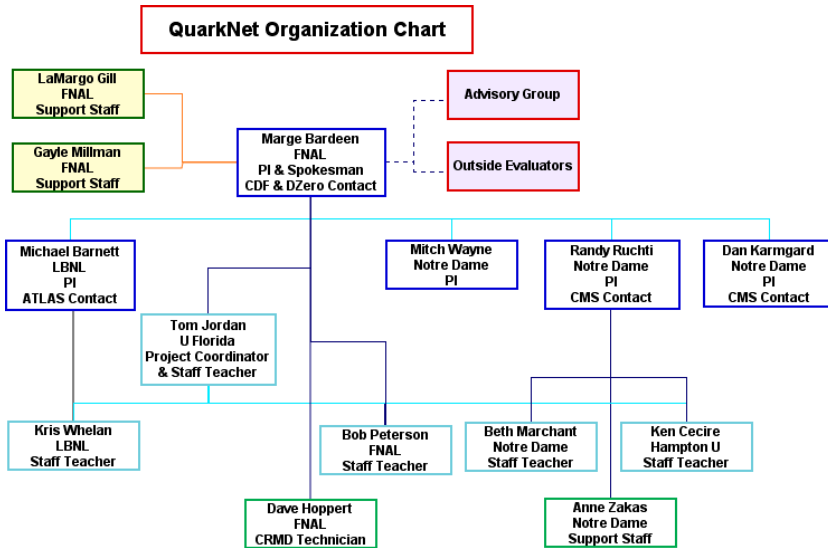 QuarkNet Organization Chart
LaMargo Gill
FNAL
Support Staff
Advisory Group
Gayle Millman
FNAL
Support Staff
Marge Bardeen
FNAL
PI & Spokesman
CDF & DZero Contact
Outside Evaluators
Michael Barnett
LBNL
PI
ATLAS Contact
Mitch Wayne
Notre Dame
PI
Randy Ruchti
Notre Dame
PI
CMS Contact
Dan Karmgard
Notre Dame
PI
CMS Contact
Tom Jordan
U Florida
Project Coordinator
& Staff Teacher
Kris Whelan
LBNL
Staff Teacher
Bob Peterson
FNAL
Staff Teacher
Beth Marchant
Notre Dame
Staff Teacher
Ken Cecire
Hampton U
Staff Teacher
Dave Hoppert
FNAL
CRMD Technician
Anne Zakas
Notre Dame
Support Staff